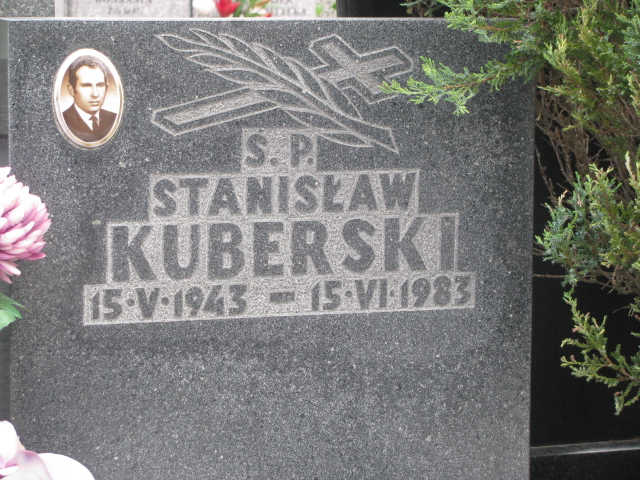 Ś.P.
STANISŁAW
KUBERSKI
15·V·1943 - 15·VI·1983